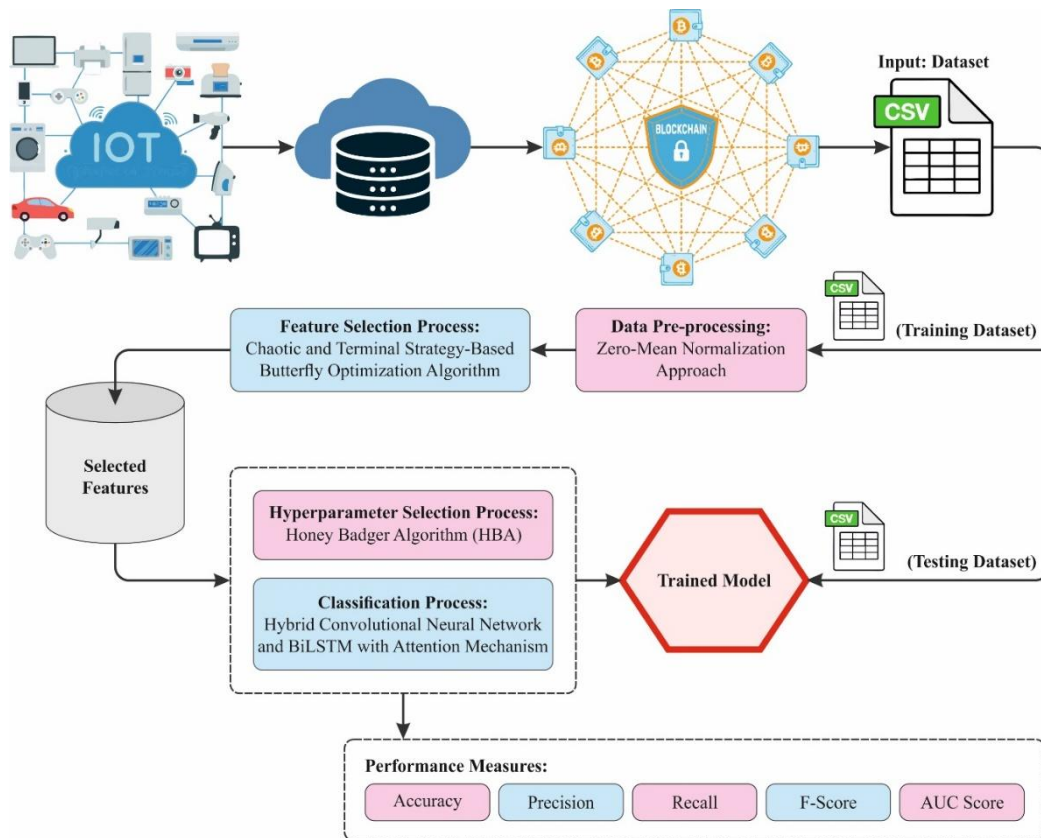 IOT
BLOCKCHAIN
Input: Dataset
CSV
CSV
(Training Dataset)
Data Pre-processing:
Zero-Mean Normalization
Approach
Feature Selection Process:
Chaotic and Terminal Strategy-Based
Butterfly Optimization Algorithm
Selected
Features
Hyperparameter Selection Process:
Honey Badger Algorithm (HBA)
Classification Process:
Hybrid Convolutional Neural Network
and BiLSTM with Attention Mechanism
Trained Model
CSV
(Testing Dataset)
Performance Measures:
Accuracy
Precision
Recall
F-Score
AUC Score